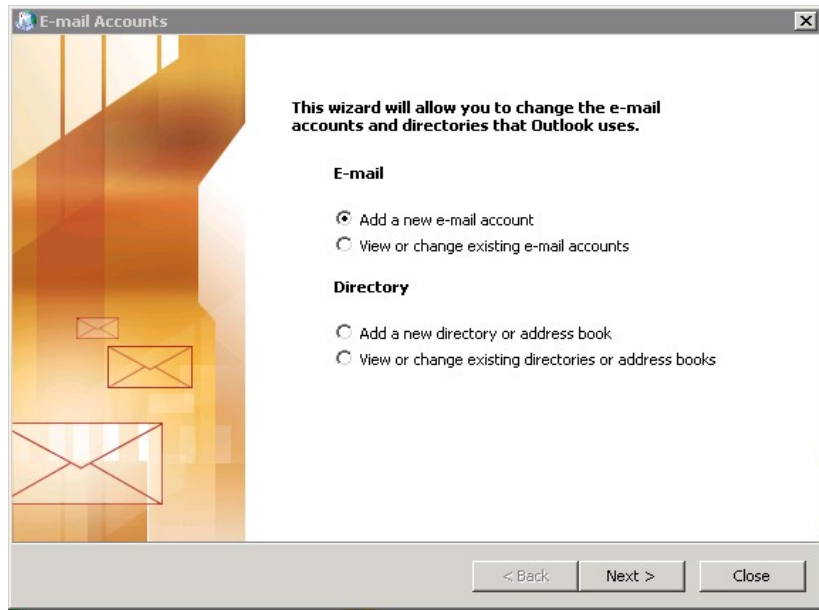 E-mail Accounts
This wizard will allow you to change the e-mail
accounts and directories that Outlook uses.
E-mail
Add a new e-mail account
View or change existing e-mail accounts
Directory
Add a new directory or address book
View or change existing directories or address books
< Back
Next >
Close